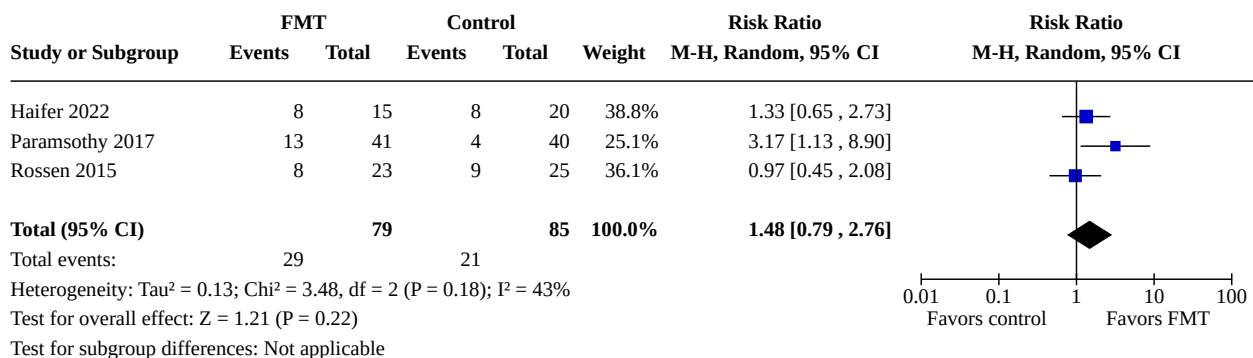 FMT Control Risk Ratio Risk Ratio
Study or Subgroup Events Total Events Total Weight M-H, Random, 95% CI M-H, Random, 95% CI
Haifer 2022 8 15 8 20 38.8% 1.33 [0.65 , 2.73]
Paramsothy 2017 13 41 4 40 25.1% 3.17 [1.13 , 8.90]
Rossen 2015 8 23 9 25 36.1% 0.97 [0.45 , 2.08]
Total (95% CI) 79 85 100.0% 1.48 [0.79 , 2.76]
Total events: 29 21
Heterogeneity: Tau² = 0.13; Chi² = 3.48, df = 2 (P = 0.18); I² = 43%
Test for overall effect: Z = 1.21 (P = 0.22)
Test for subgroup differences: Not applicable
0.01 0.1 1 10 100
Favors control Favors FMT